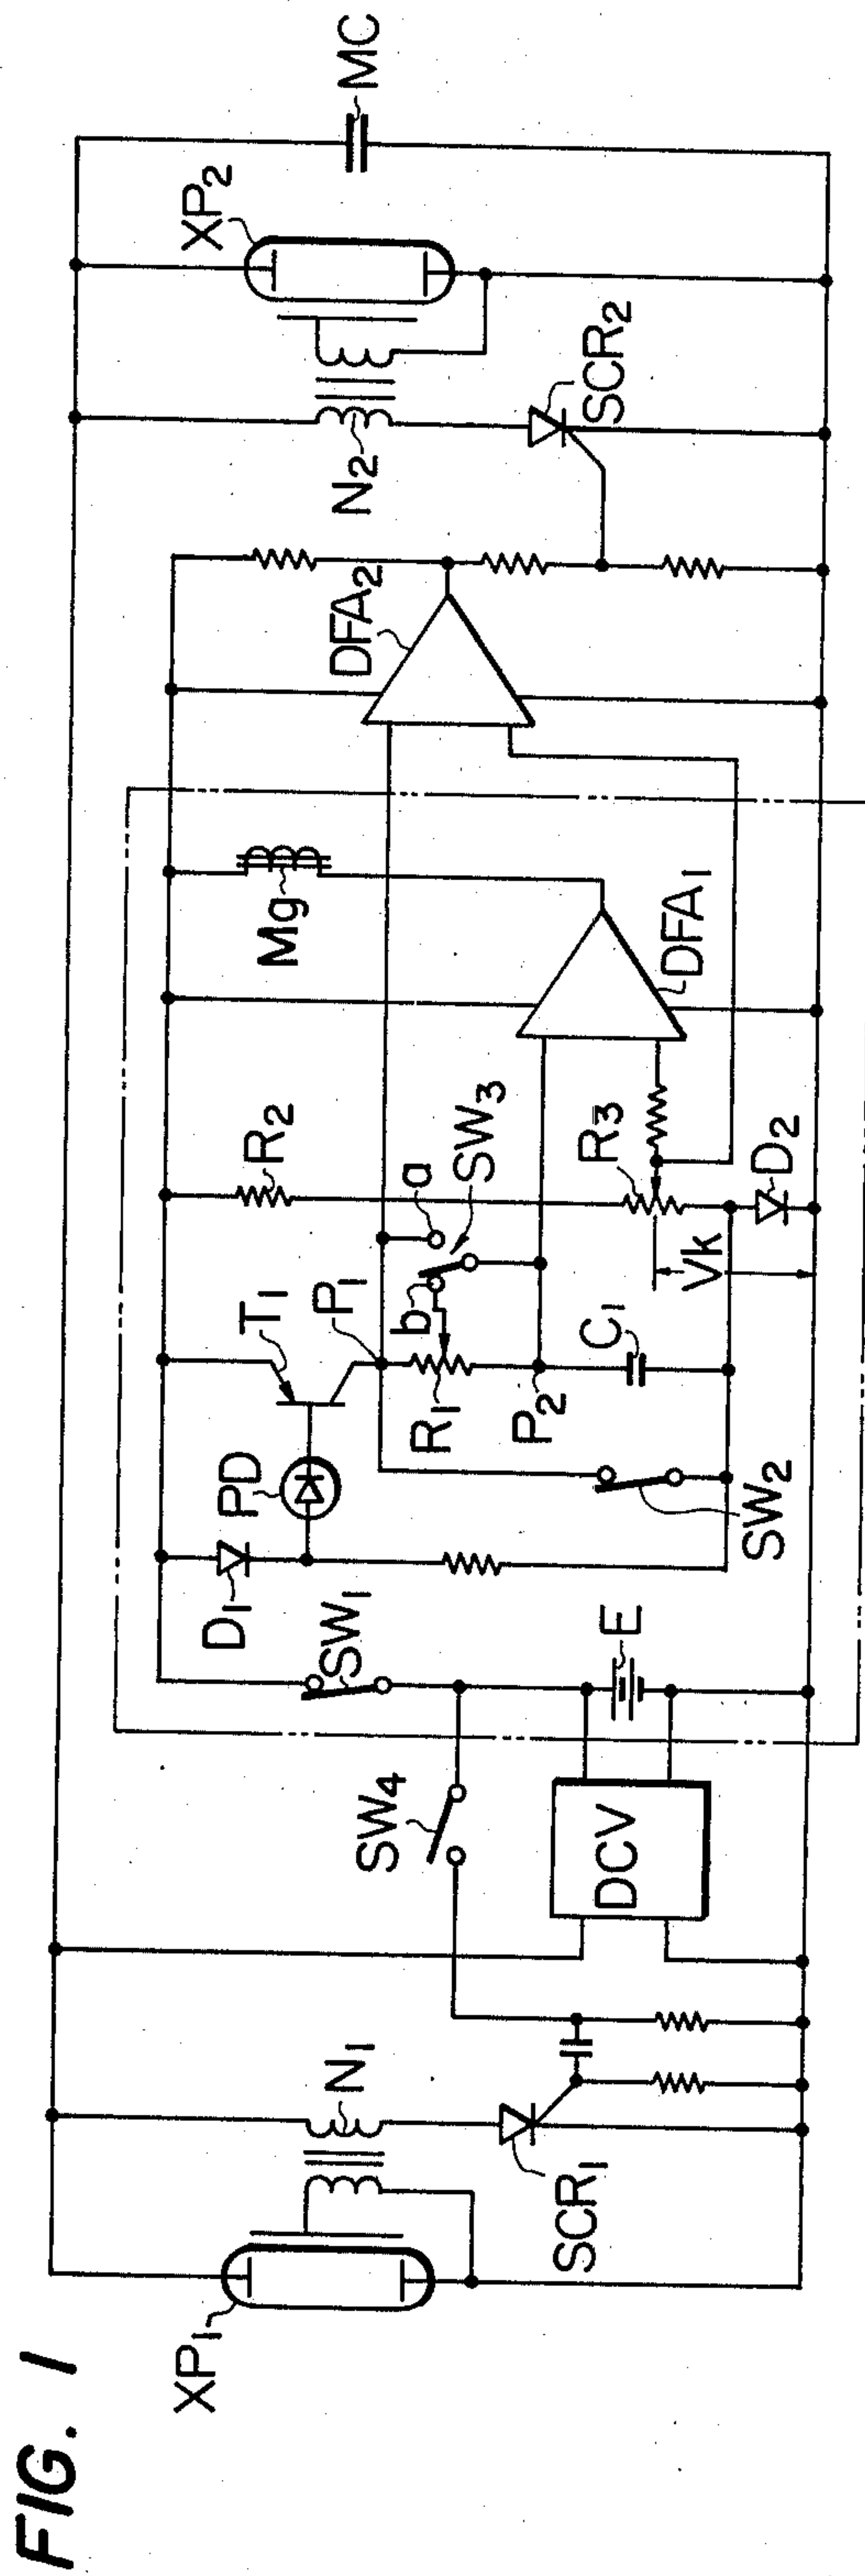 FIG. 1
XP1
N1
SCR1
SW4
DCV
E
SW1
D1
PD
T1
P1
R1
b
a
SW3
P2
C1
SW2
R2
R3
Vk
D2
Mg
DFA1
DFA2
N2
SCR2
XP2
MC